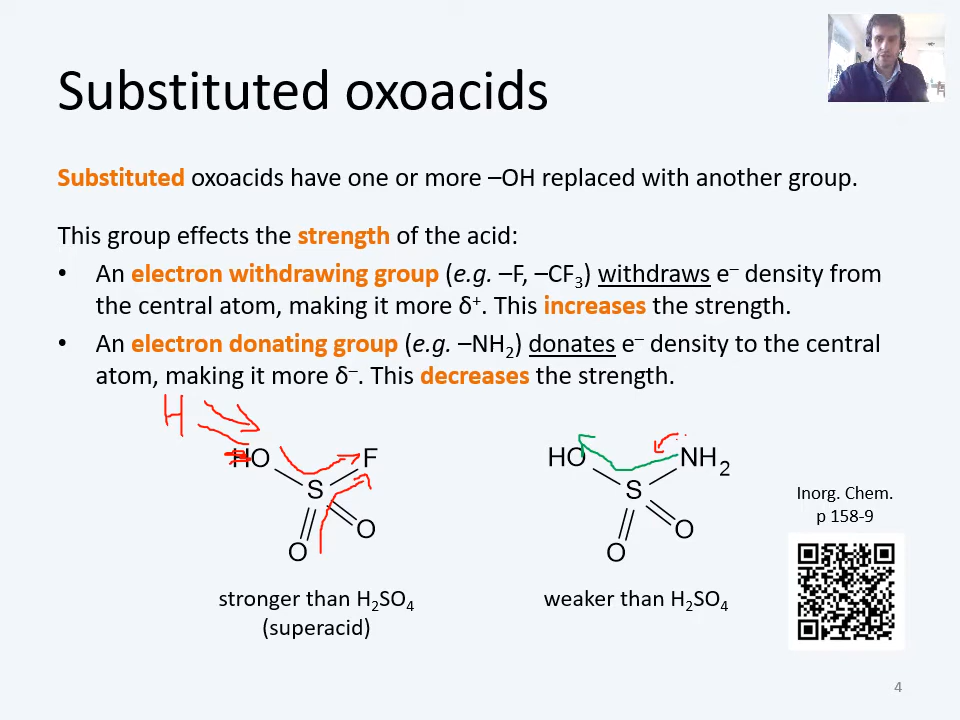 Substituted oxoacids
Substituted oxoacids have one or more –OH replaced with another group.
This group effects the strength of the acid:
• An electron withdrawing group (e.g. –F, –CF₃) withdraws e⁻ density from
the central atom, making it more δ⁺. This increases the strength.
• An electron donating group (e.g. –NH₂) donates e⁻ density to the central
atom, making it more δ⁻. This decreases the strength.
H
HO F
S
O
O
HO NH₂
S
O
O
Inorg. Chem.
p 158-9
stronger than H₂SO₄
(superacid)
weaker than H₂SO₄
4